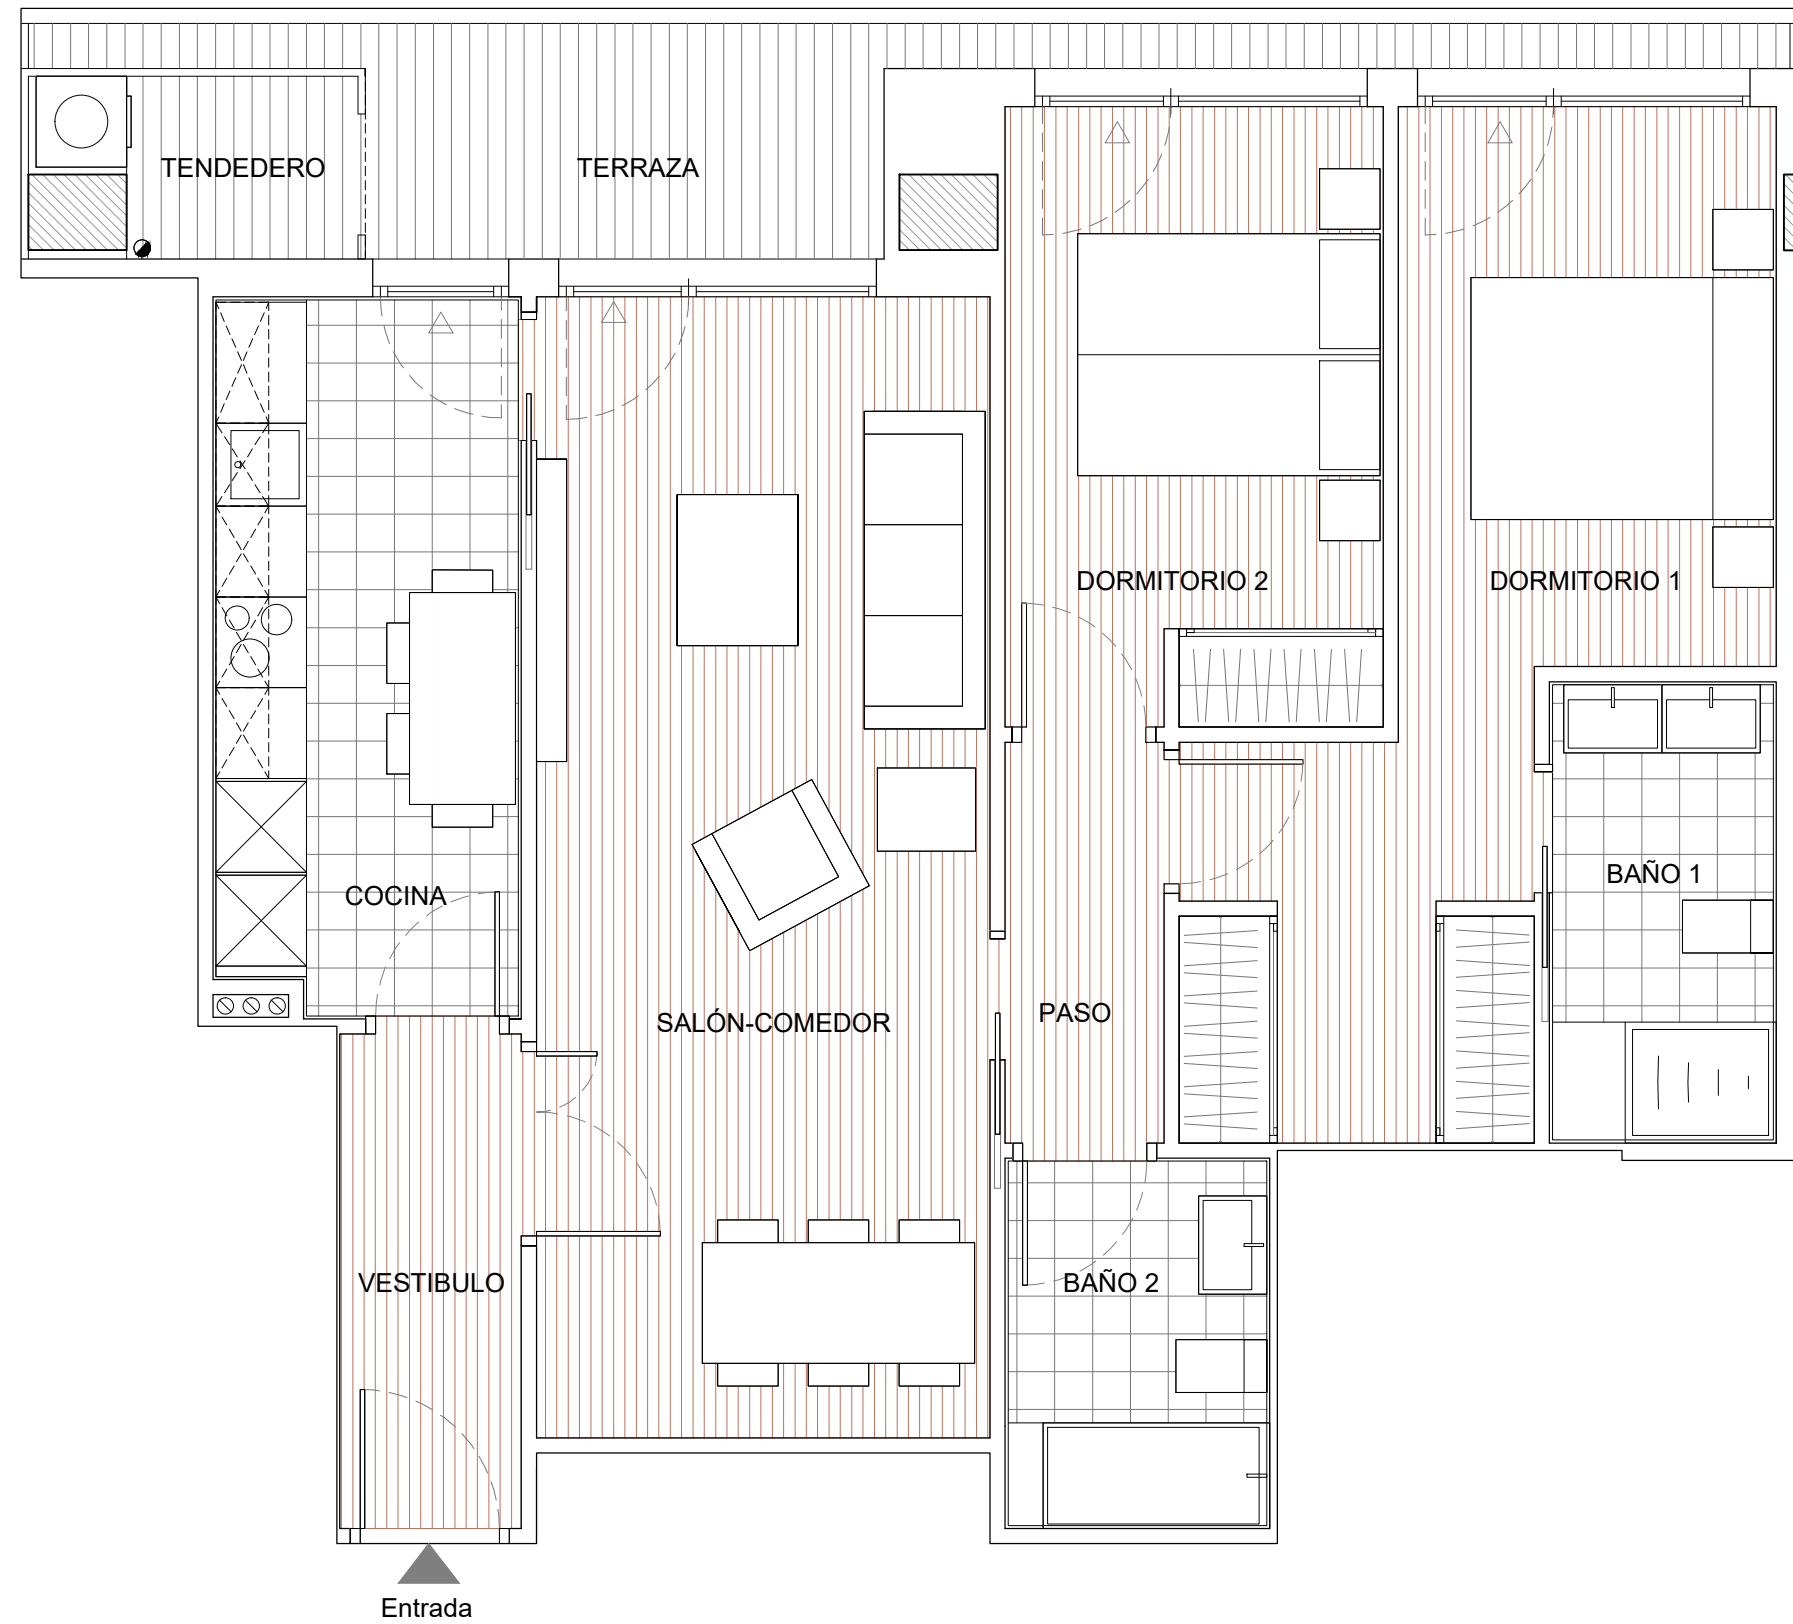 TENDEDERO
TERRAZA
DORMITORIO 2
DORMITORIO 1
BAÑO 1
COCINA
SALÓN-COMEDOR
PASO
VESTIBULO
BAÑO 2
Entrada